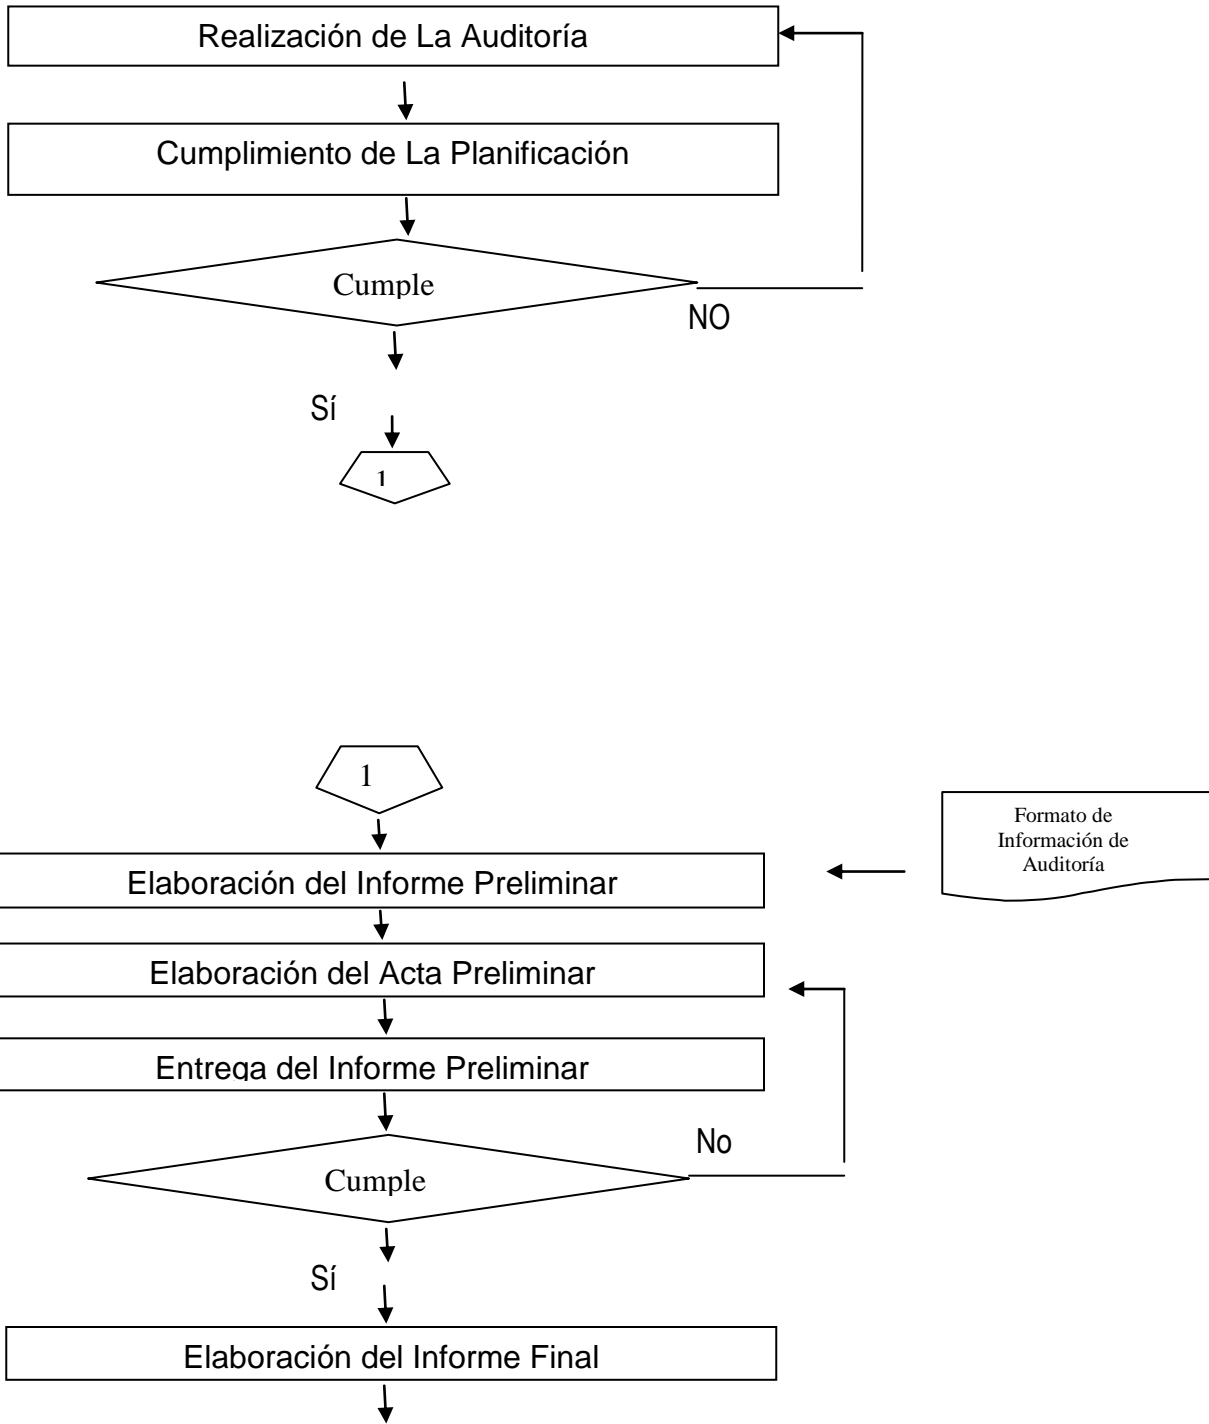 Realización de La Auditoría
Cumplimiento de La Planificación
Cumple
NO
Sí
1
1
Formato de
Información de
Auditoría
Elaboración del Informe Preliminar
Elaboración del Acta Preliminar
Entrega del Informe Preliminar
No
Cumple
Sí
Elaboración del Informe Final